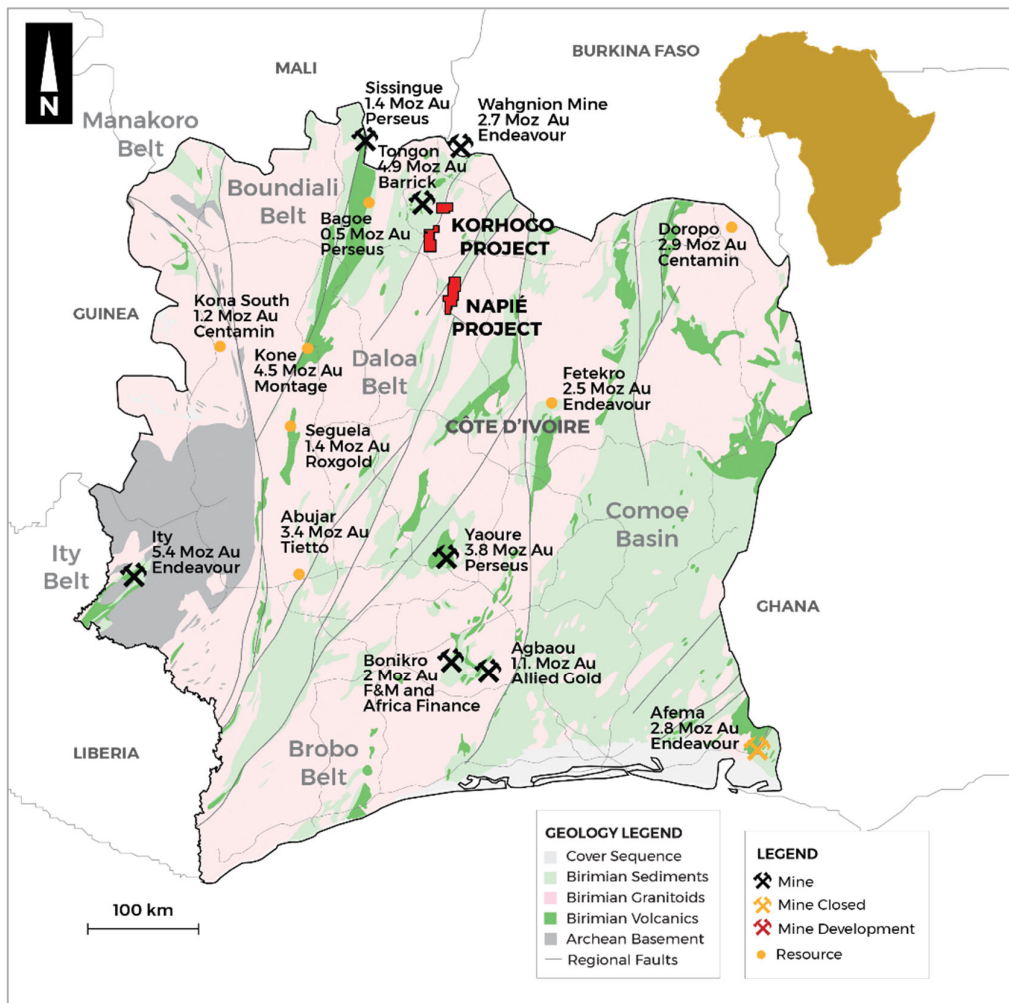 BURKINA FASO
MALI
N
Sissingue
1.4 Moz Au
Perseus
Wahgnion Mine
2.7 Moz Au
Endeavour
Manakoro
Belt
Tongon
4.9 Moz Au
Barrick
Boundiali
Belt
Bagoe
0.5 Moz Au
Perseus
KORHOGO
PROJECT
Doropo
2.9 Moz Au
Centamin
GUINEA
Kona South
1.2 Moz Au
Centamin
NAPIÉ
PROJECT
Kone
4.5 Moz Au
Montage
Daloa
Belt
Fetekro
2.5 Moz Au
Endeavour
CÔTE D'IVOIRE
Seguela
1.4 Moz Au
Roxgold
Comoe
Basin
Abujar
3.4 Moz Au
Tietto
Ity
5.4 Moz Au
Endeavour
Ity
Belt
Yaoure
3.8 Moz Au
Perseus
GHANA
Bonikro
2 Moz Au
F&M and
Africa Finance
Agbaou
1.1. Moz Au
Allied Gold
Afema
2.8 Moz Au
Endeavour
LIBERIA
Brobo
Belt
100 km
GEOLOGY LEGEND
Cover Sequence
Birimian Sediments
Birimian Granitoids
Birimian Volcanics
Archean Basement
Regional Faults
LEGEND
Mine
Mine Closed
Mine Development
Resource